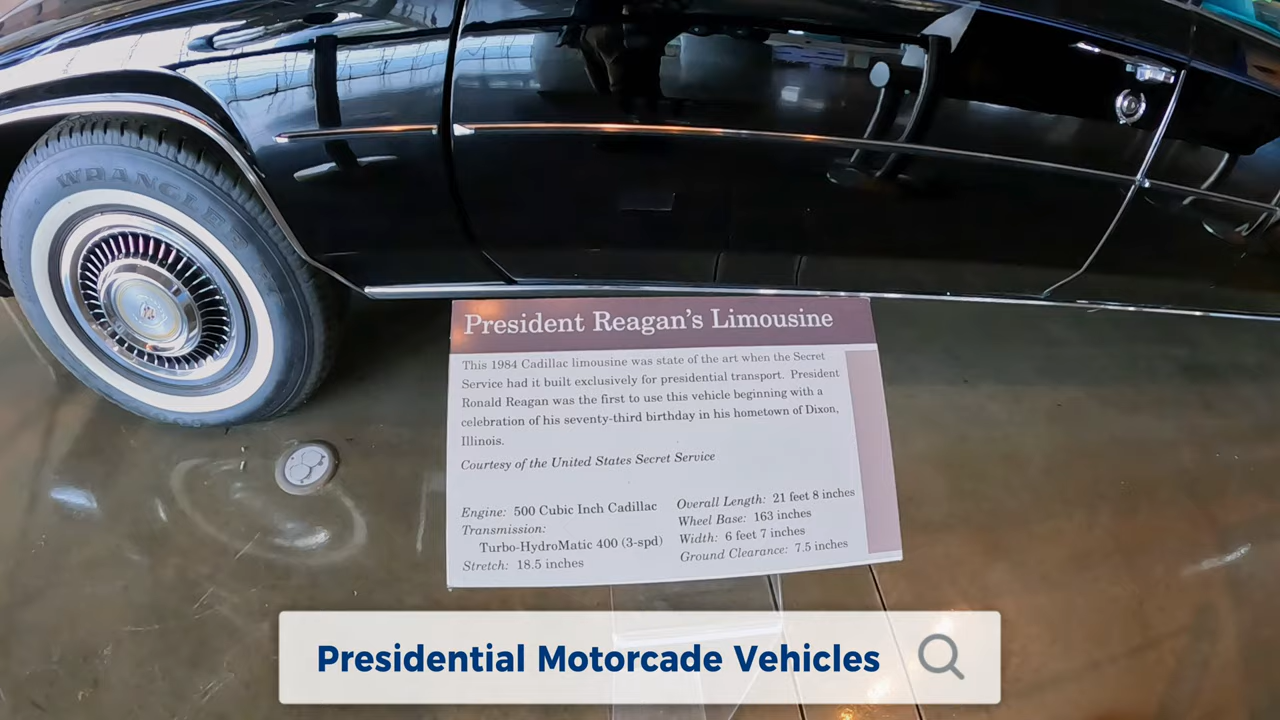 WRANGLER
President Reagan's Limousine
This 1984 Cadillac limousine was state of the art when the Secret
Service had it built exclusively for presidential transport. President
Ronald Reagan was the first to use this vehicle beginning with a
celebration of his seventy-third birthday in his hometown of Dixon,
Illinois.
Courtesy of the United States Secret Service
Engine: 500 Cubic Inch Cadillac
Transmission:
Turbo-HydroMatic 400 (3-spd)
Stretch: 18.5 inches
Overall Length: 21 feet 8 inches
Wheel Base: 163 inches
Width: 6 feet 7 inches
Ground Clearance: 7.5 inches
Presidential Motorcade Vehicles